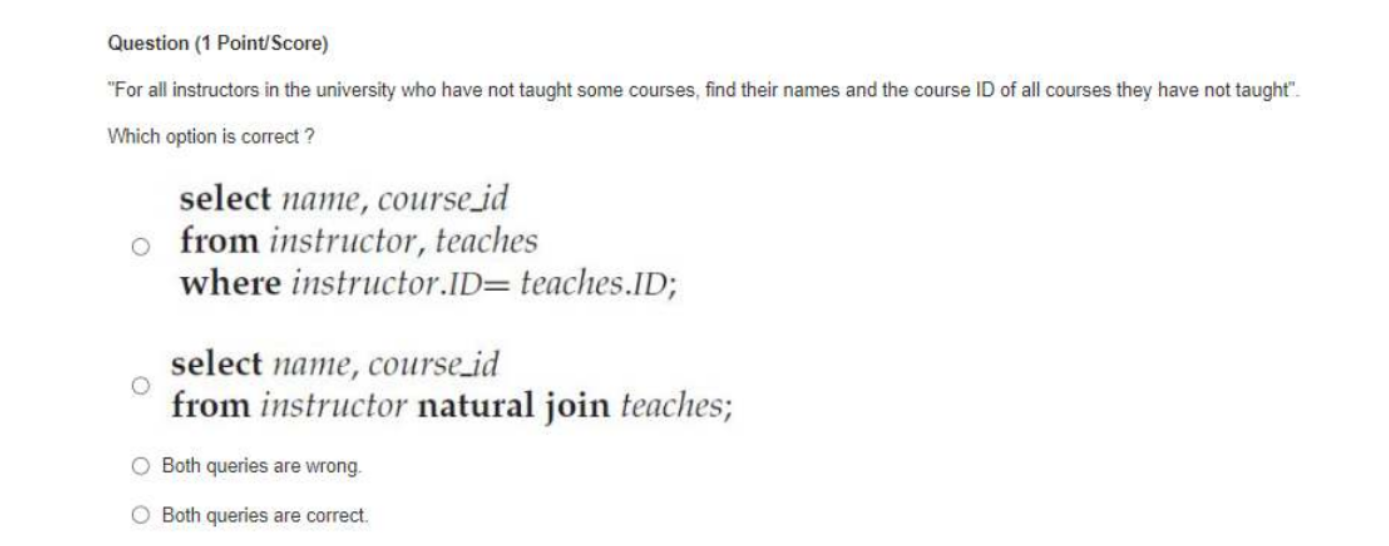 Question (1 Point/Score)
"For all instructors in the university who have not taught some courses, find their names and the course ID of all courses they have not taught".
Which option is correct ?
select name, course_id
from instructor, teaches
where instructor.ID= teaches.ID;
select name, course_id
from instructor natural join teaches;
Both queries are wrong.
Both queries are correct.